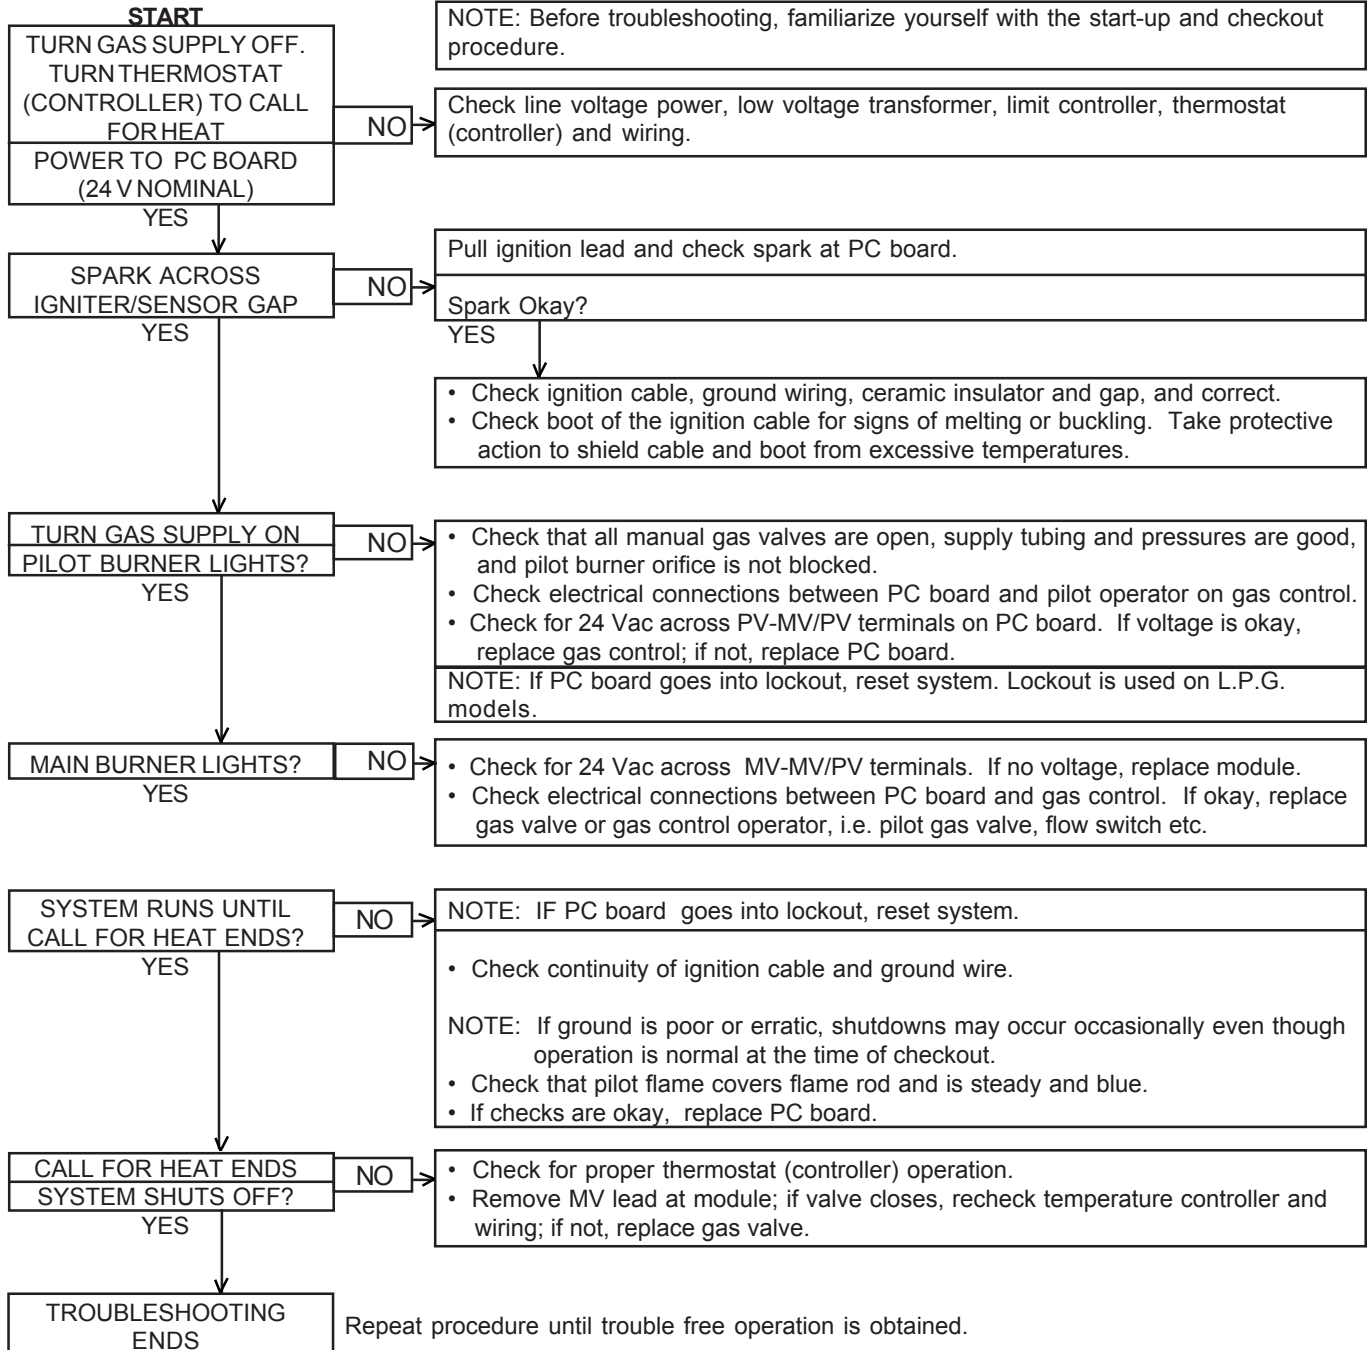 START
TURN GAS SUPPLY OFF.
TURN THERMOSTAT
(CONTROLLER) TO CALL
FOR HEAT
POWER TO PC BOARD
(24 V NOMINAL)
YES
NOTE: Before troubleshooting, familiarize yourself with the start-up and checkout
procedure.
NO
Check line voltage power, low voltage transformer, limit controller, thermostat
(controller) and wiring.
SPARK ACROSS
IGNITER/SENSOR GAP
YES
NO
Pull ignition lead and check spark at PC board.
Spark Okay?
YES
• Check ignition cable, ground wiring, ceramic insulator and gap, and correct.
• Check boot of the ignition cable for signs of melting or buckling. Take protective
action to shield cable and boot from excessive temperatures.
TURN GAS SUPPLY ON
PILOT BURNER LIGHTS?
YES
NO
• Check that all manual gas valves are open, supply tubing and pressures are good,
and pilot burner orifice is not blocked.
• Check electrical connections between PC board and pilot operator on gas control.
• Check for 24 Vac across PV-MV/PV terminals on PC board. If voltage is okay,
replace gas control; if not, replace PC board.
NOTE: If PC board goes into lockout, reset system. Lockout is used on L.P.G.
models.
MAIN BURNER LIGHTS?
YES
NO
• Check for 24 Vac across MV-MV/PV terminals. If no voltage, replace module.
• Check electrical connections between PC board and gas control. If okay, replace
gas valve or gas control operator, i.e. pilot gas valve, flow switch etc.
SYSTEM RUNS UNTIL
CALL FOR HEAT ENDS?
YES
NO
NOTE: IF PC board goes into lockout, reset system.
• Check continuity of ignition cable and ground wire.
NOTE: If ground is poor or erratic, shutdowns may occur occasionally even though
operation is normal at the time of checkout.
• Check that pilot flame covers flame rod and is steady and blue.
• If checks are okay, replace PC board.
CALL FOR HEAT ENDS
SYSTEM SHUTS OFF?
YES
NO
• Check for proper thermostat (controller) operation.
• Remove MV lead at module; if valve closes, recheck temperature controller and
wiring; if not, replace gas valve.
TROUBLESHOOTING
ENDS
Repeat procedure until trouble free operation is obtained.